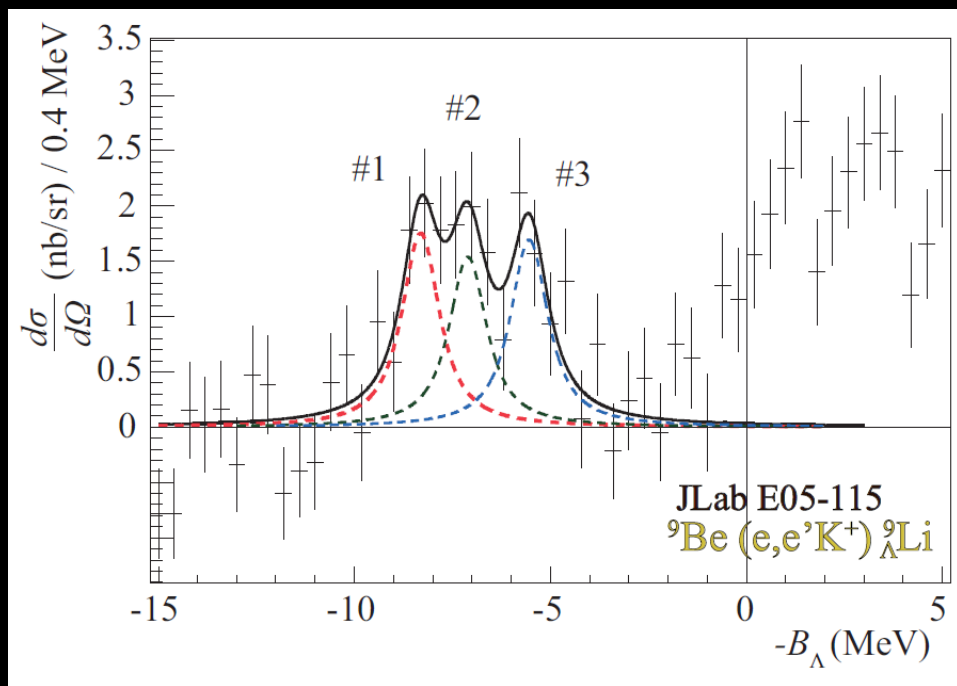 3.5
3
2.5
2
1.5
1
0.5
0
dσ
dΩ
(nb/sr) / 0.4 MeV
#1
#2
#3
JLab E05-115
⁹Be (e,e’K⁺) ⁹ΛLi
-15
-10
-5
0
5
-B_Λ (MeV)